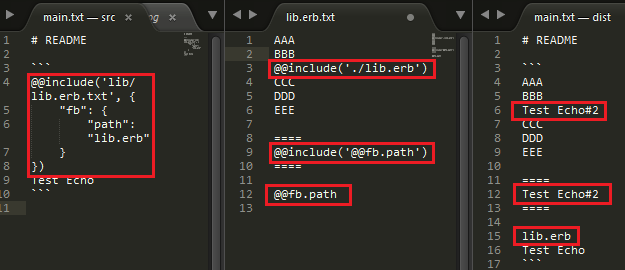 main.txt — src
ng
1 # README
2
3 ```
4 @@include('lib/
lib.erb.txt', {
5 "fb": {
6 "path":
"lib.erb"
7 }
8 })
9 Test Echo
10 ```
11
lib.erb.txt
1 AAA
2 BBB
3 @@include('./lib.erb')
4 CCC
5 DDD
6 EEE
7
8 ====
9 @@include('@@fb.path')
10 ====
11
12 @@fb.path
13
main.txt — dist
1 # README
2
3 ```
4 AAA
5 BBB
6 Test Echo#2
7 CCC
8 DDD
9 EEE
10
11 ====
12 Test Echo#2
13 ====
14
15 lib.erb
16 Test Echo
17 ```